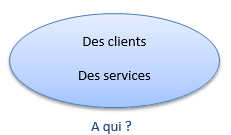 Des clients
Des services
A qui ?